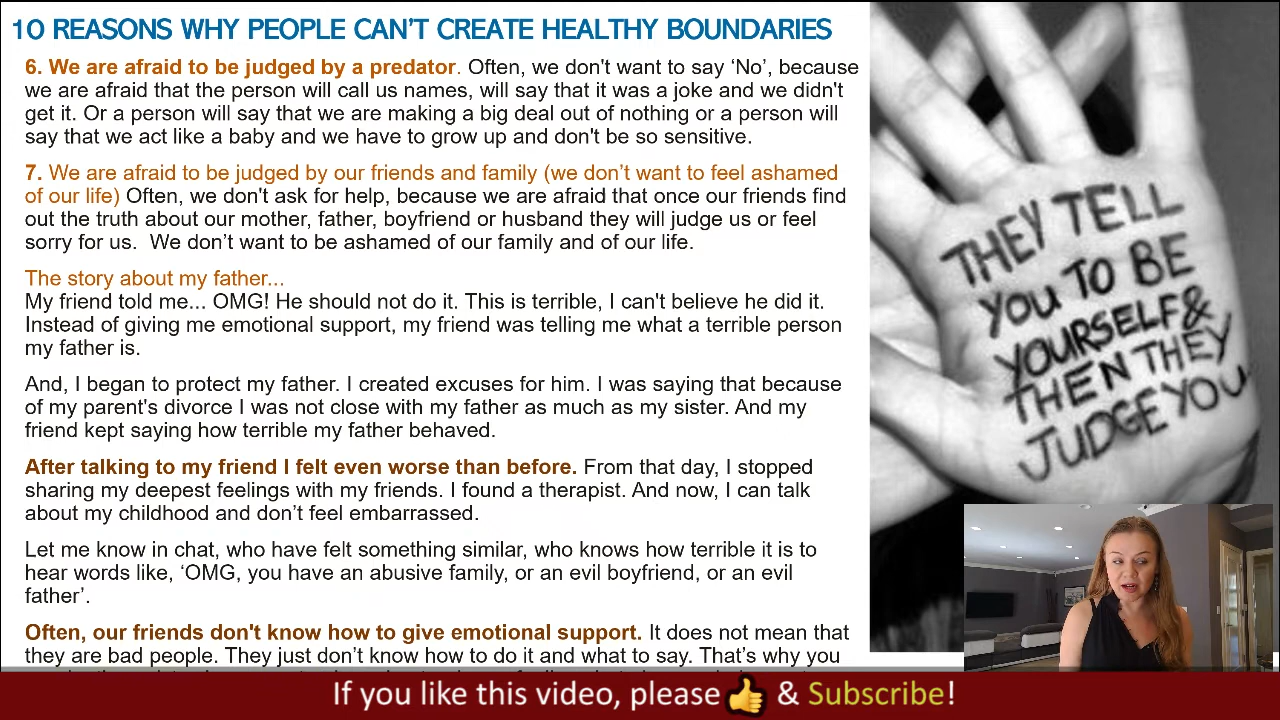 10 REASONS WHY PEOPLE CAN'T CREATE HEALTHY BOUNDARIES
6. We are afraid to be judged by a predator. Often, we don't want to say ‘No’, because
we are afraid that the person will call us names, will say that it was a joke and we didn't
get it. Or a person will say that we are making a big deal out of nothing or a person will
say that we act like a baby and we have to grow up and don't be so sensitive.
7. We are afraid to be judged by our friends and family (we don’t want to feel ashamed
of our life) Often, we don't ask for help, because we are afraid that once our friends find
out the truth about our mother, father, boyfriend or husband they will judge us or feel
sorry for us.  We don’t want to be ashamed of our family and of our life.
The story about my father...
My friend told me... OMG! He should not do it. This is terrible, I can't believe he did it.
Instead of giving me emotional support, my friend was telling me what a terrible person
my father is.
And, I began to protect my father. I created excuses for him. I was saying that because
of my parent's divorce I was not close with my father as much as my sister. And my
friend kept saying how terrible my father behaved.
After talking to my friend I felt even worse than before. From that day, I stopped
sharing my deepest feelings with my friends. I found a therapist. And now, I can talk
about my childhood and don’t feel embarrassed.
Let me know in chat, who have felt something similar, who knows how terrible it is to
hear words like, ‘OMG, you have an abusive family, or an evil boyfriend, or an evil
father’.
Often, our friends don't know how to give emotional support. It does not mean that
they are bad people. They just don’t know how to do it and what to say. That’s why you
THEY TELL
YOU TO BE
YOURSELF &
THEN THEY
JUDGE YOU
If you like this video, please 👍 & Subscribe!